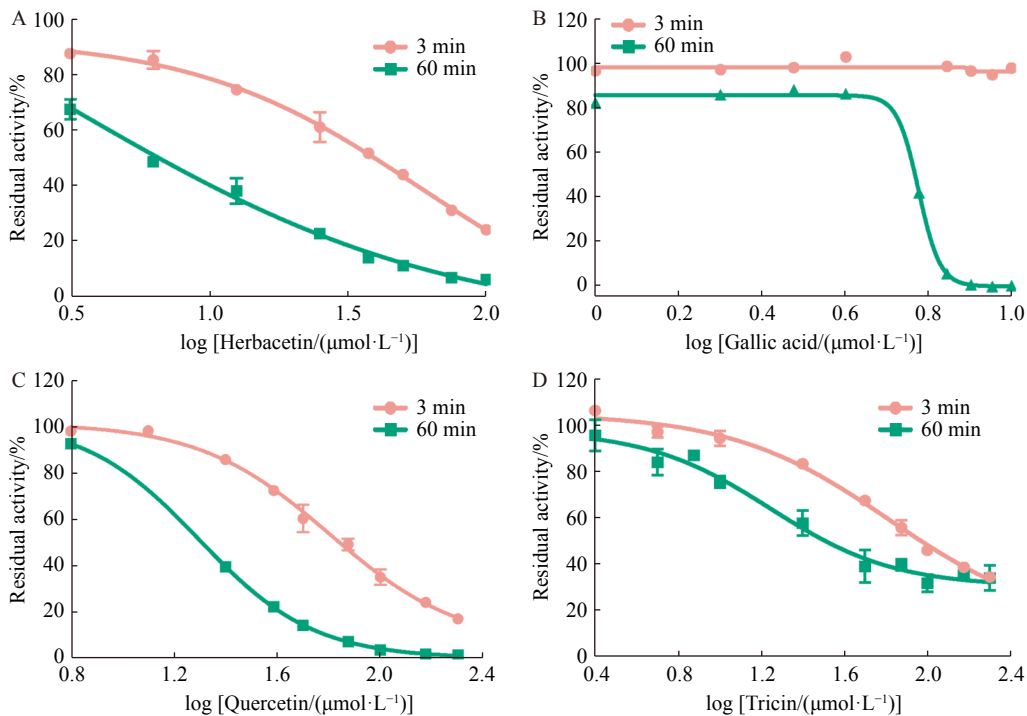 A
100
80
60
40
20
0
Residual activity/%
3 min
60 min
0.5
1.0
1.5
2.0
log [Herbacetin/(μmol·L⁻¹)]
B
120
100
80
60
40
20
0
Residual activity/%
3 min
60 min
0
0.2
0.4
0.6
0.8
1.0
log [Gallic acid/(μmol·L⁻¹)]
C
120
100
80
60
40
20
0
Residual activity/%
3 min
60 min
0.8
1.2
1.6
2.0
2.4
log [Quercetin/(μmol·L⁻¹)]
D
120
100
80
60
40
20
0
Residual activity/%
3 min
60 min
0.4
0.8
1.2
1.6
2.0
2.4
log [Tricin/(μmol·L⁻¹)]